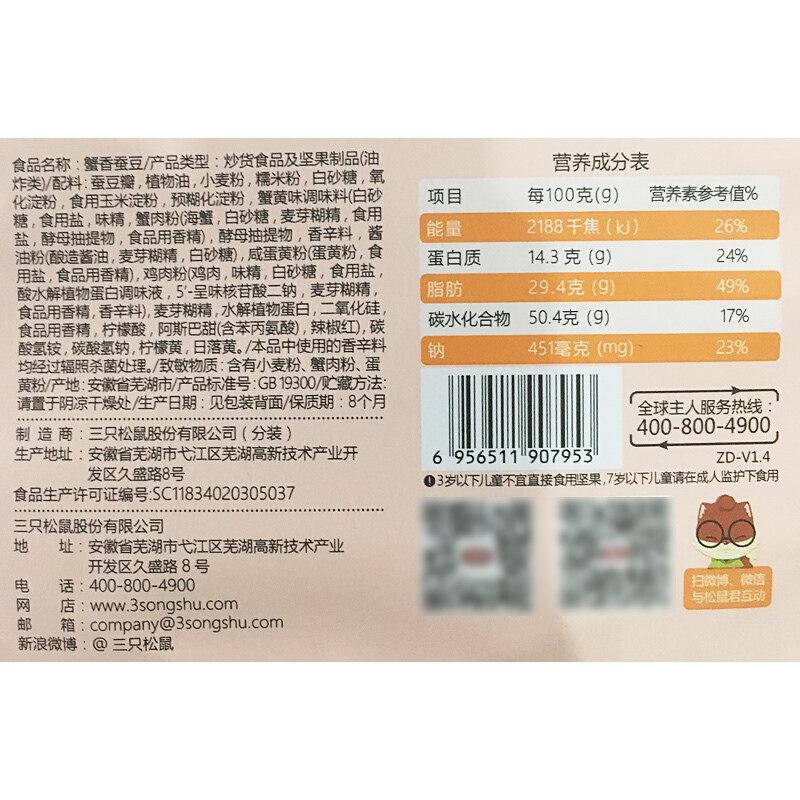 食品名称：蟹香蚕豆/产品类型：炒货食品及坚果制品(油
炸类)/配料：蚕豆瓣，植物油，小麦粉，糯米粉，白砂糖，氧
化淀粉，食用玉米淀粉，预糊化淀粉，蟹黄味调味料(白砂
糖，食用盐，味精，蟹肉粉(海蟹，白砂糖，麦芽糊精，食用
盐，酵母抽提物，食品用香精)，酵母抽提物，香辛料，酱
油粉(酿造酱油，麦芽糊精，白砂糖)，咸蛋黄粉(蛋黄粉，食
用盐，食品用香精)，鸡肉粉(鸡肉，味精，白砂糖，食用盐，
酸水解植物蛋白调味液，5'-呈味核苷酸二钠，麦芽糊精，
食品用香精，香辛料)，麦芽糊精，水解植物蛋白，二氧化硅，
食品用香精，柠檬酸，阿斯巴甜(含苯丙氨酸)，辣椒红)，碳
酸氢铵，碳酸氢钠，柠檬黄，日落黄。/本品中使用的香辛料
均经过辐照杀菌处理。/致敏物质：含有小麦粉、蟹肉粉、蛋
黄粉/产地：安徽省芜湖市/产品标准号：GB 19300/贮藏方法：
请置于阴凉干燥处/生产日期：见包装背面/保质期：8个月
制 造 商：三只松鼠股份有限公司（分装）
生产地址：安徽省芜湖市弋江区芜湖高新技术产业开
发区久盛路8号
食品生产许可证编号:SC11834020305037
三只松鼠股份有限公司
地 址：安徽省芜湖市弋江区芜湖高新技术产业
开发区久盛路 8 号
电 话：400-800-4900
网 店：www.3songshu.com
邮 箱：company@3songshu.com
新浪微博：@ 三只松鼠
营养成分表
项目 每100克(g) 营养素参考值%
能量 2188千焦（kJ） 26%
蛋白质 14.3 克 (g) 24%
脂肪 29.4克 (g) 49%
碳水化合物 50.4克 (g) 17%
钠 451毫克 (mg) 23%
6 956511 907953
全球主人服务热线：
400-800-4900
ZD-V1.4
!3岁以下儿童不宜直接食用坚果,7岁以下儿童请在成人监护下食用
扫微博、微信
与松鼠君互动